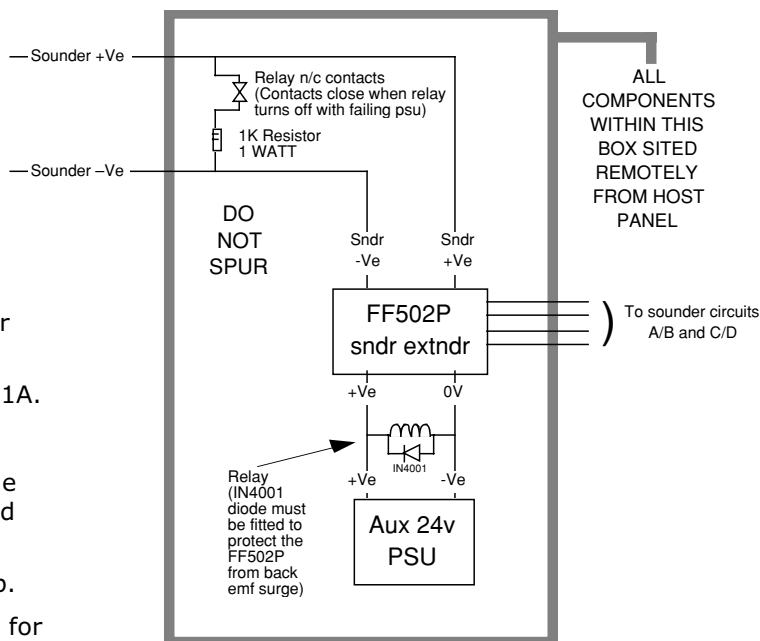 Sounder +Ve
Relay n/c contacts
(Contacts close when relay
turns off with failing psu)
1K Resistor
1 WATT
Sounder –Ve
ALL
COMPONENTS
WITHIN THIS
BOX SITED
REMOTELY
FROM HOST
PANEL
DO
NOT
SPUR
Sndr
-Ve
Sndr
+Ve
FF502P
sndr extndr
To sounder circuits
A/B and C/D
+Ve
0V
IN4001
Relay
(IN4001
diode must
be fitted to
protect the
FF502P
from back
emf surge)
+Ve
-Ve
Aux 24v
PSU
r
1A.
e
d
o.
for